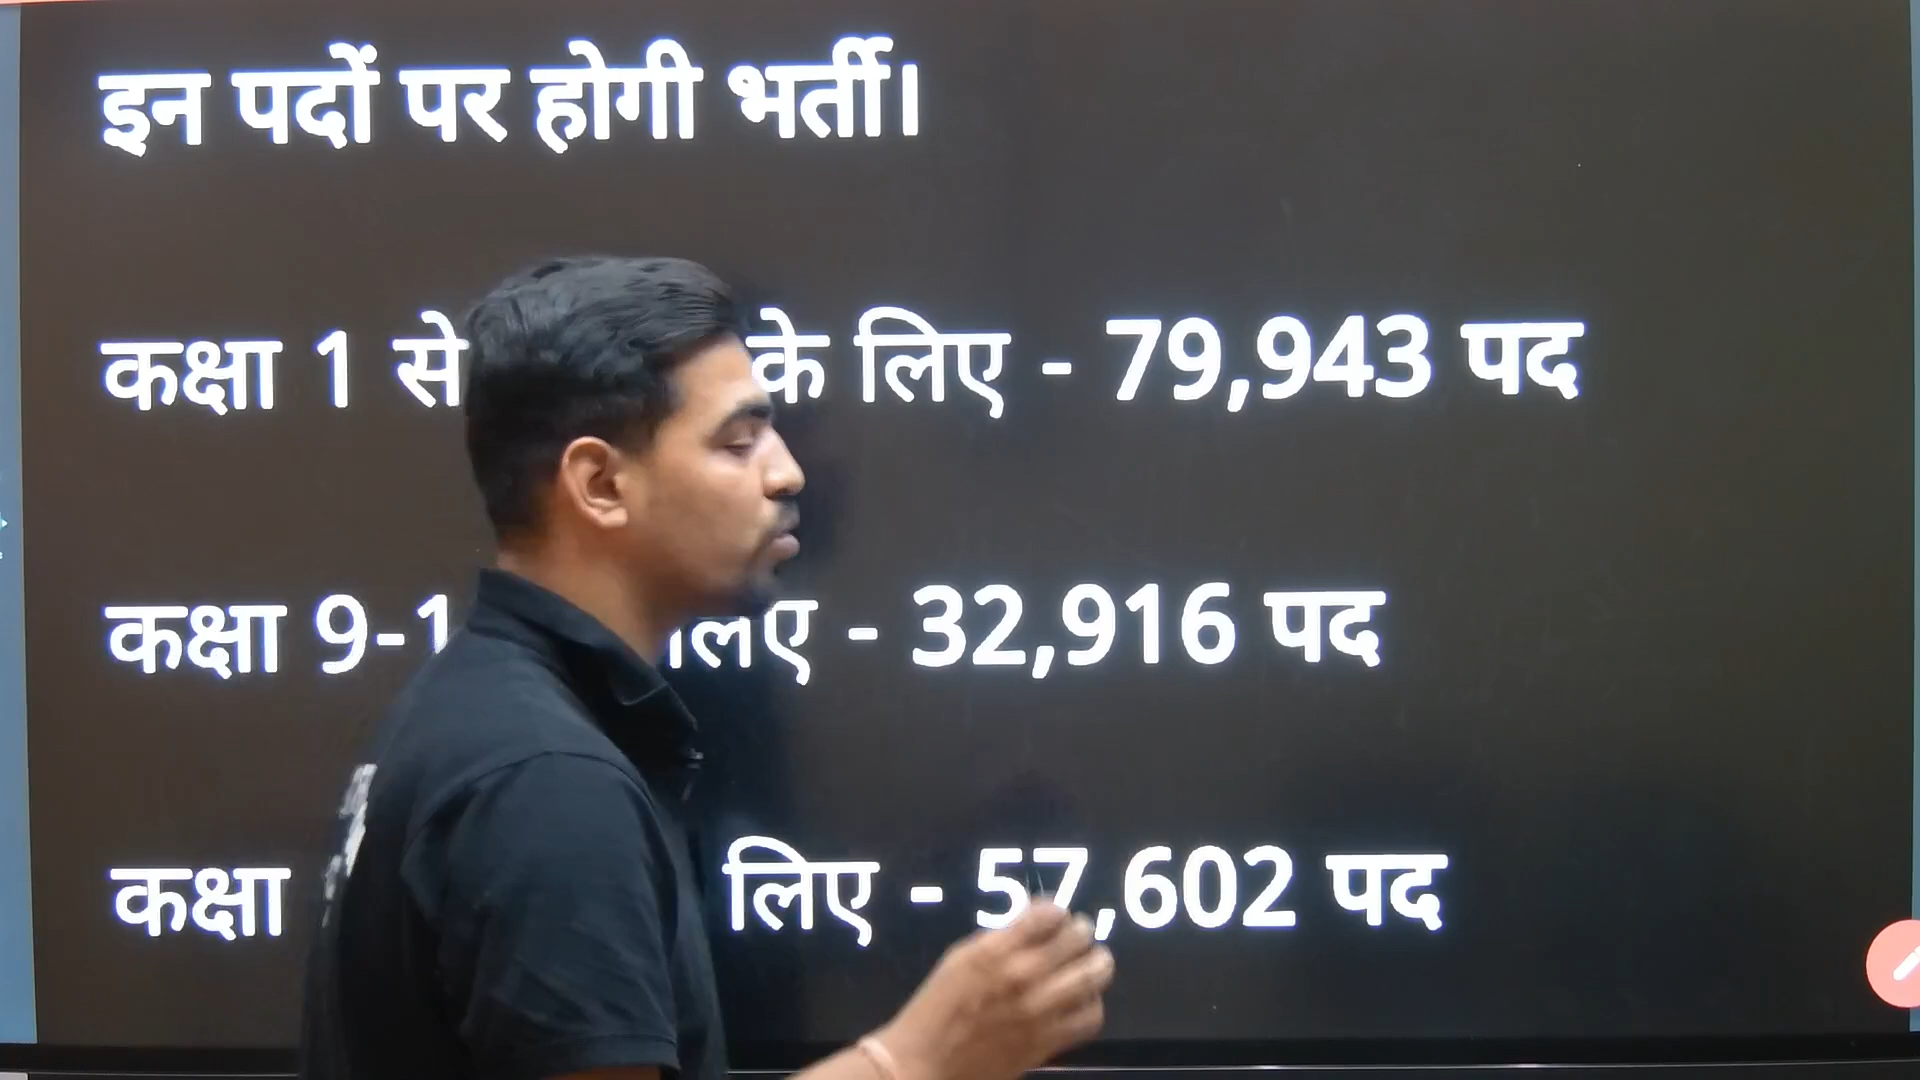 इन पदों पर होगी भर्ती।
कक्षा 1 से के लिए - 79,943 पद
कक्षा 9-1 लिए - 32,916 पद
कक्षा लिए - 57,602 पद